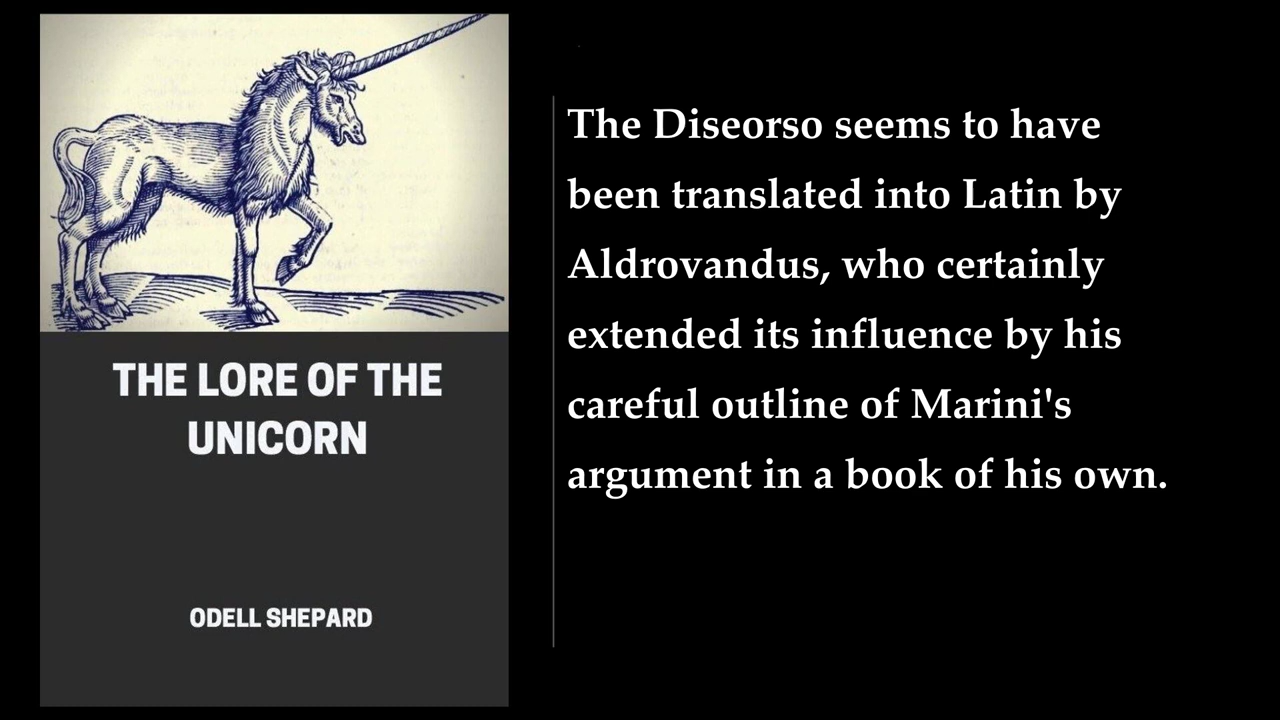 THE LORE OF THE
UNICORN
ODELL SHEPARD
The Diseorso seems to have
been translated into Latin by
Aldrovandus, who certainly
extended its influence by his
careful outline of Marini's
argument in a book of his own.